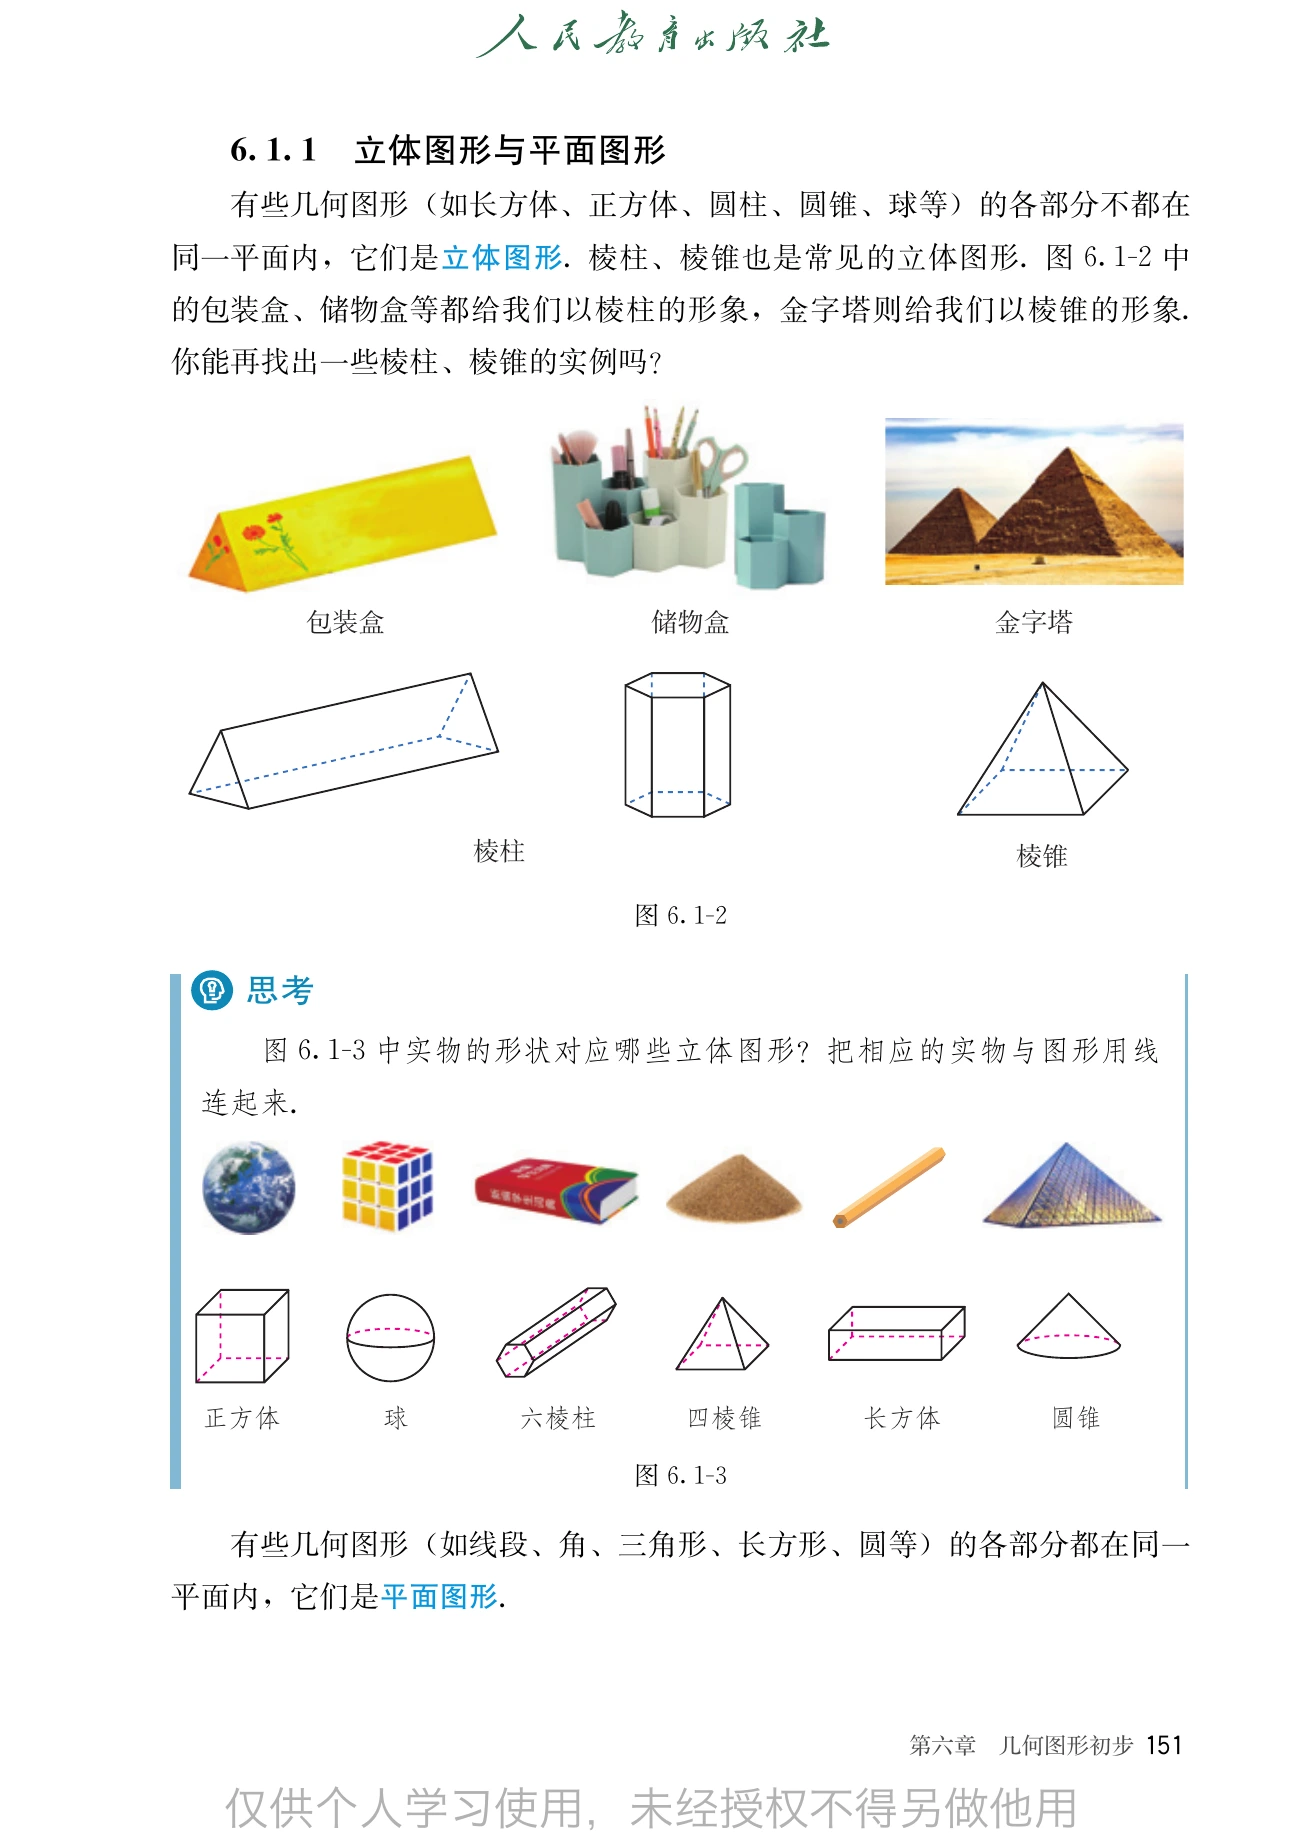 人民教育出版社
6.1.1 立体图形与平面图形
有些几何图形（如长方体、正方体、圆柱、圆锥、球等）的各部分不都在
同一平面内，它们是立体图形. 棱柱、棱锥也是常见的立体图形. 图 6.1-2 中
的包装盒、储物盒等都给我们以棱柱的形象，金字塔则给我们以棱锥的形象.
你能再找出一些棱柱、棱锥的实例吗？
包装盒 储物盒 金字塔
棱柱 棱锥
图 6.1-2
思考
图 6.1-3 中实物的形状对应哪些立体图形？把相应的实物与图形用线
连起来.
正方体 球 六棱柱 四棱锥 长方体 圆锥
图 6.1-3
有些几何图形（如线段、角、三角形、长方形、圆等）的各部分都在同一
平面内，它们是平面图形.
第六章 几何图形初步 151
仅供个人学习使用，未经授权不得另做他用